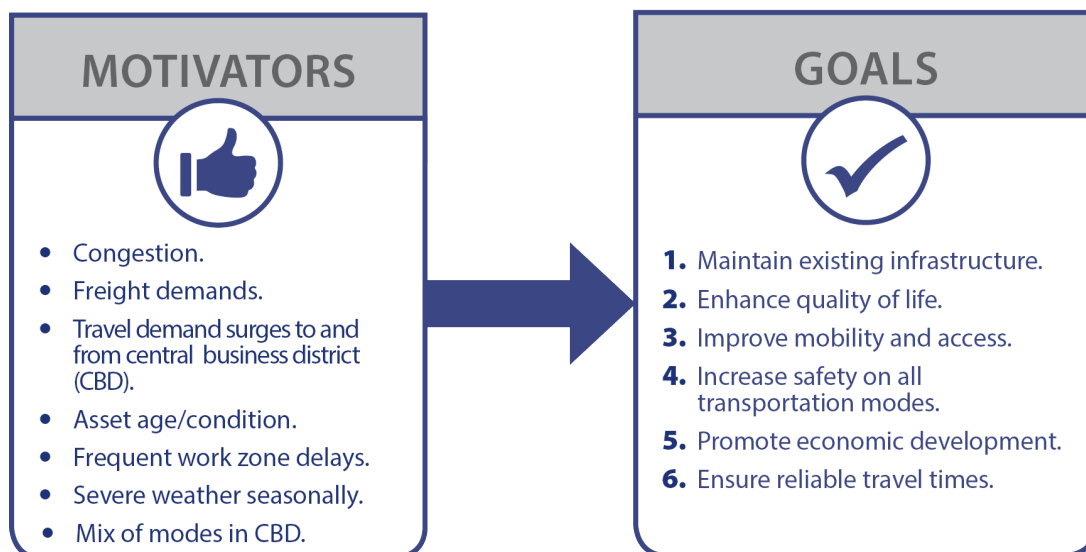 MOTIVATORS
• Congestion.
• Freight demands.
• Travel demand surges to and
from central business district
(CBD).
• Asset age/condition.
• Frequent work zone delays.
• Severe weather seasonally.
• Mix of modes in CBD.
GOALS
1. Maintain existing infrastructure.
2. Enhance quality of life.
3. Improve mobility and access.
4. Increase safety on all
transportation modes.
5. Promote economic development.
6. Ensure reliable travel times.